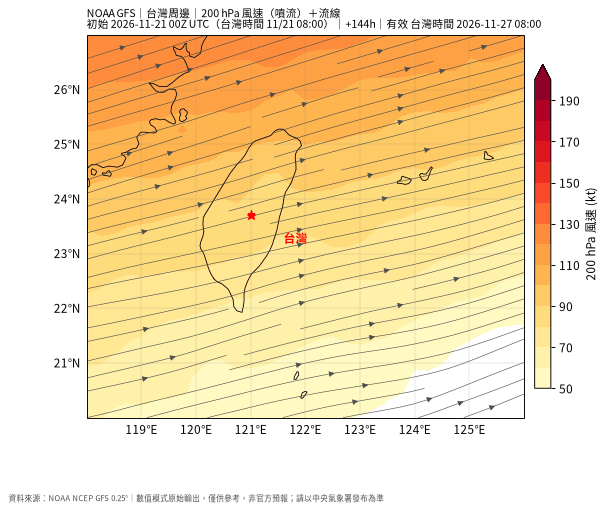 NOAA GFS｜台灣周邊｜200 hPa 風速（噴流）＋流線
初始 2026-11-21 00Z UTC（台灣時間 11/21 08:00）｜+144h｜有效 台灣時間 2026-11-27 08:00
26°N
25°N
24°N
23°N
22°N
21°N
台灣
119°E 120°E 121°E 122°E 123°E 124°E 125°E
190
170
150
130
110
90
70
50
200 hPa 風速 (kt)
資料來源：NOAA NCEP GFS 0.25°｜數值模式原始輸出，僅供參考，非官方預報；請以中央氣象署發布為準